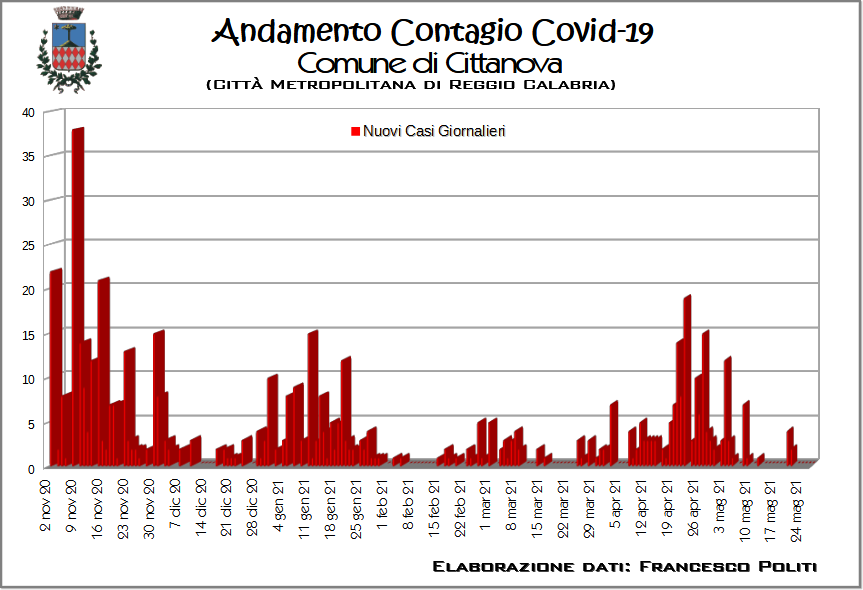 Andamento Contagio Covid-19
Comune di Cittanova
(Città Metropolitana di Reggio Calabria)
Nuovi Casi Giornalieri
40
35
30
25
20
15
10
5
0
2 nov 20
9 nov 20
16 nov 20
23 nov 20
30 nov 20
7 dic 20
14 dic 20
21 dic 20
28 dic 20
4 gen 21
11 gen 21
18 gen 21
25 gen 21
1 feb 21
8 feb 21
15 feb 21
22 feb 21
1 mar 21
8 mar 21
15 mar 21
22 mar 21
29 mar 21
5 apr 21
12 apr 21
19 apr 21
26 apr 21
3 mag 21
10 mag 21
17 mag 21
24 mag 21
Elaborazione dati: Francesco Politi